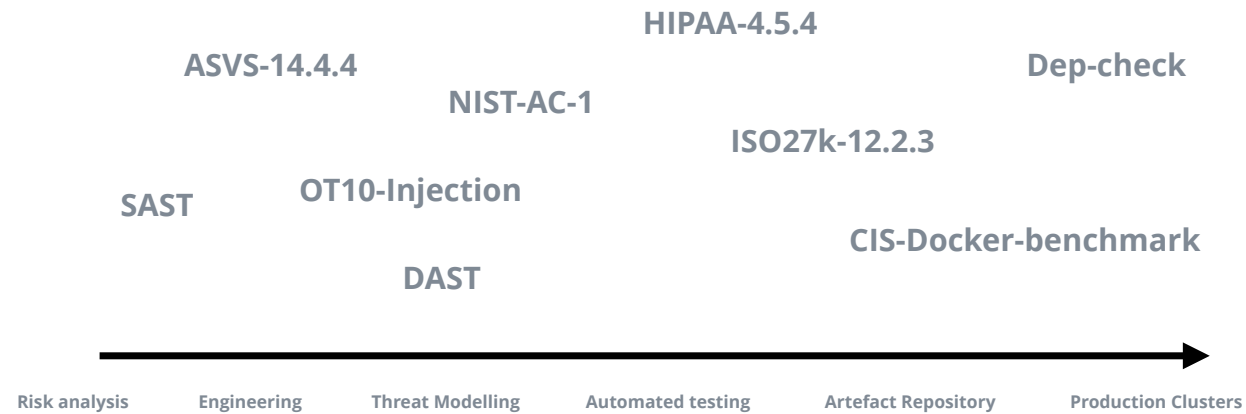 HIPAA-4.5.4
ASVS-14.4.4
Dep-check
NIST-AC-1
ISO27k-12.2.3
OT10-Injection
SAST
CIS-Docker-benchmark
DAST
Risk analysis
Engineering
Threat Modelling
Automated testing
Artefact Repository
Production Clusters